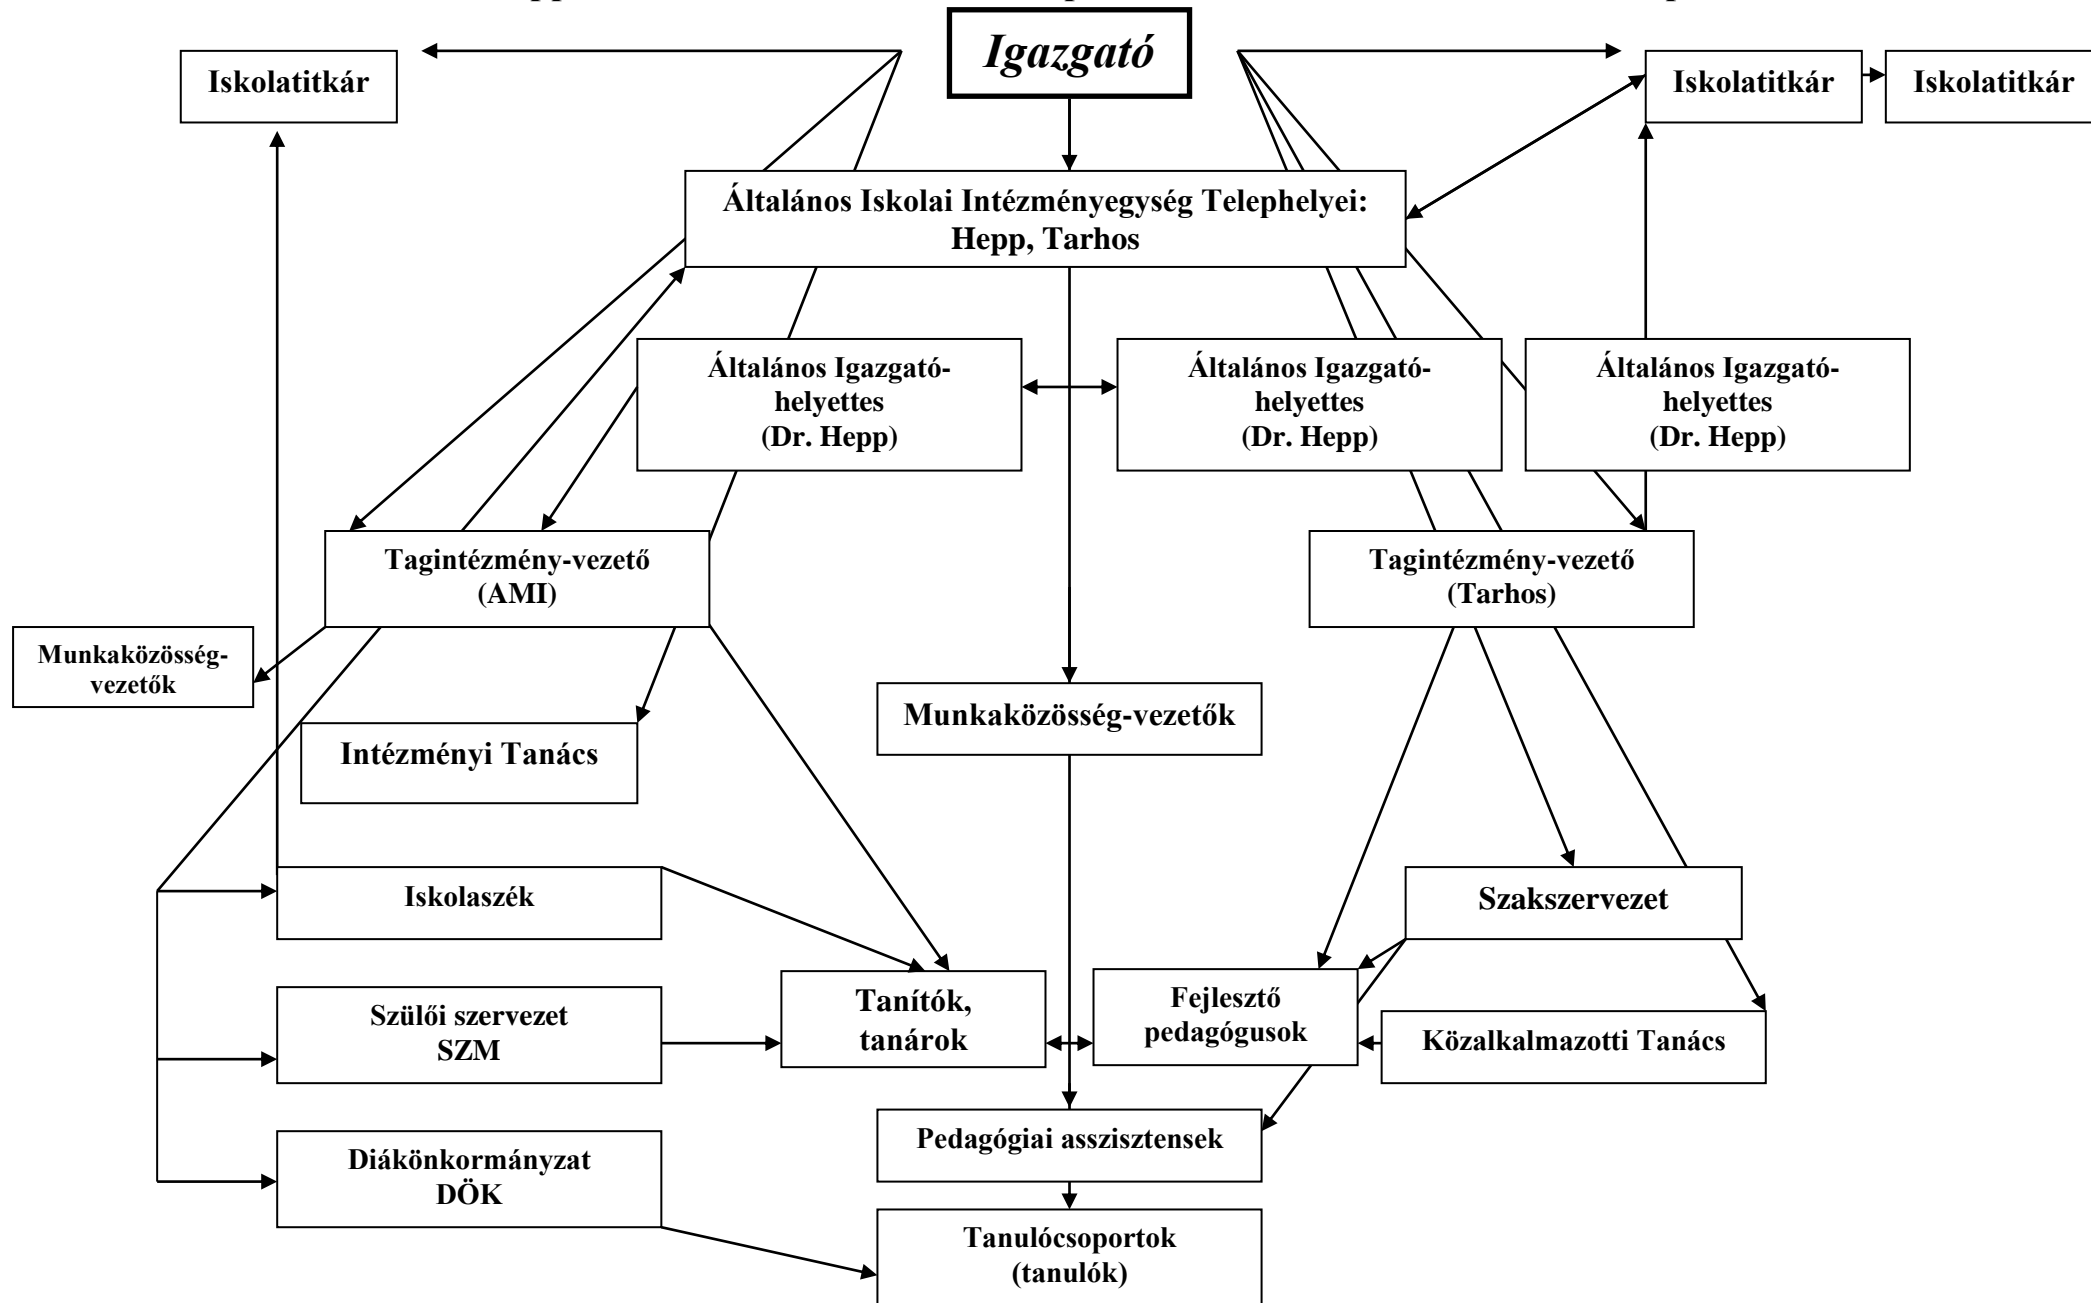 Igazgató
Iskolatitkár
Iskolatitkár
Iskolatitkár
Általános Iskolai Intézményegység Telephelyei:
Hepp, Tarhos
Általános Igazgató-
helyettes
(Dr. Hepp)
Általános Igazgató-
helyettes
(Dr. Hepp)
Általános Igazgató-
helyettes
(Dr. Hepp)
Tagintézmény-vezető
(AMI)
Tagintézmény-vezető
(Tarhos)
Munkaközösség-
vezetők
Munkaközösség-vezetők
Intézményi Tanács
Iskolaszék
Szakszervezet
Tanítók,
tanárok
Fejlesztő
pedagógusok
Szülői szervezet
SZM
Közalkalmazotti Tanács
Pedagógiai asszisztensek
Diákönkormányzat
DÖK
Tanulócsoportok
(tanulók)